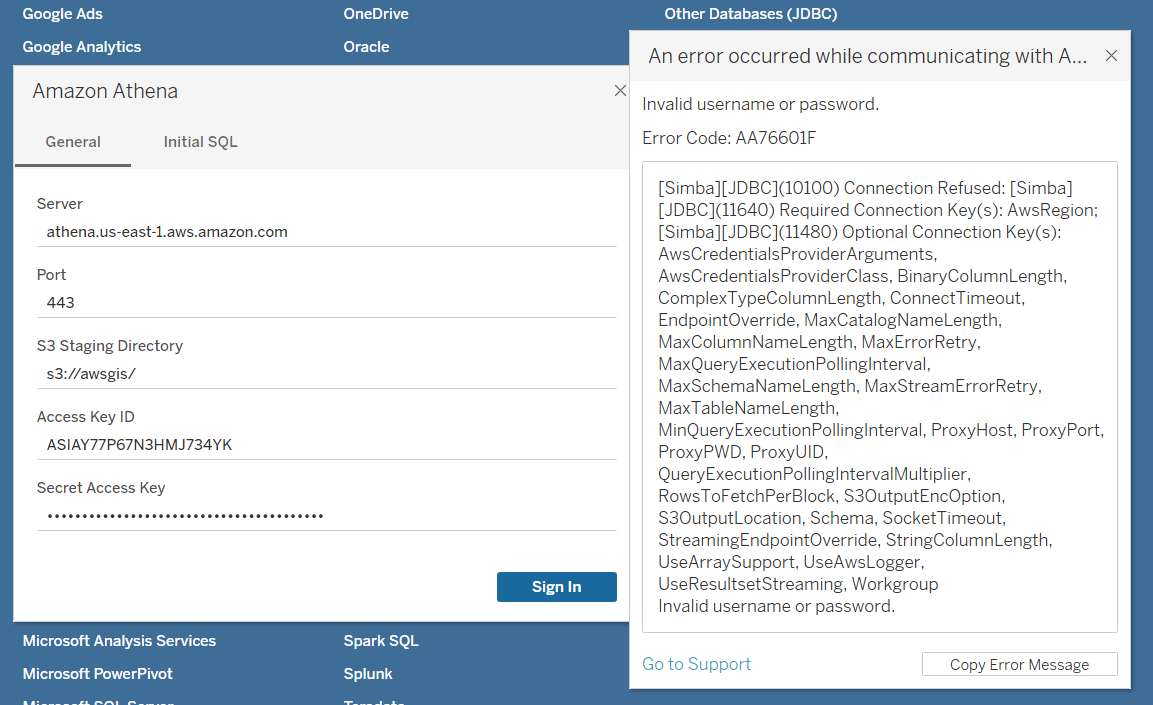 Google Ads
OneDrive
Other Databases (JDBC)
Google Analytics
Oracle
Amazon Athena
General
Initial SQL
Server
athena.us-east-1.aws.amazon.com
Port
443
S3 Staging Directory
s3://awsgis/
Access Key ID
ASIAY77P67N3HMJ734YK
Secret Access Key
••••••••••••••••••••••••••••••••••••••••
Sign In
An error occurred while communicating with A...
Invalid username or password.
Error Code: AA76601F
[Simba][JDBC](10100) Connection Refused: [Simba]
[JDBC](11640) Required Connection Key(s): AwsRegion;
[Simba][JDBC](11480) Optional Connection Key(s):
AwsCredentialsProviderArguments,
AwsCredentialsProviderClass, BinaryColumnLength,
ComplexTypeColumnLength, ConnectTimeout,
EndpointOverride, MaxCatalogNameLength,
MaxColumnNameLength, MaxErrorRetry,
MaxQueryExecutionPollingInterval,
MaxSchemaNameLength, MaxStreamErrorRetry,
MaxTableNameLength,
MinQueryExecutionPollingInterval, ProxyHost, ProxyPort,
ProxyPWD, ProxyUID,
QueryExecutionPollingIntervalMultiplier,
RowsToFetchPerBlock, S3OutputEncOption,
S3OutputLocation, Schema, SocketTimeout,
StreamingEndpointOverride, StringColumnLength,
UseArraySupport, UseAwsLogger,
UseResultsetStreaming, Workgroup
Invalid username or password.
Go to Support
Copy Error Message
Microsoft Analysis Services
Spark SQL
Microsoft PowerPivot
Splunk
Microsoft SQL Server
Teradata